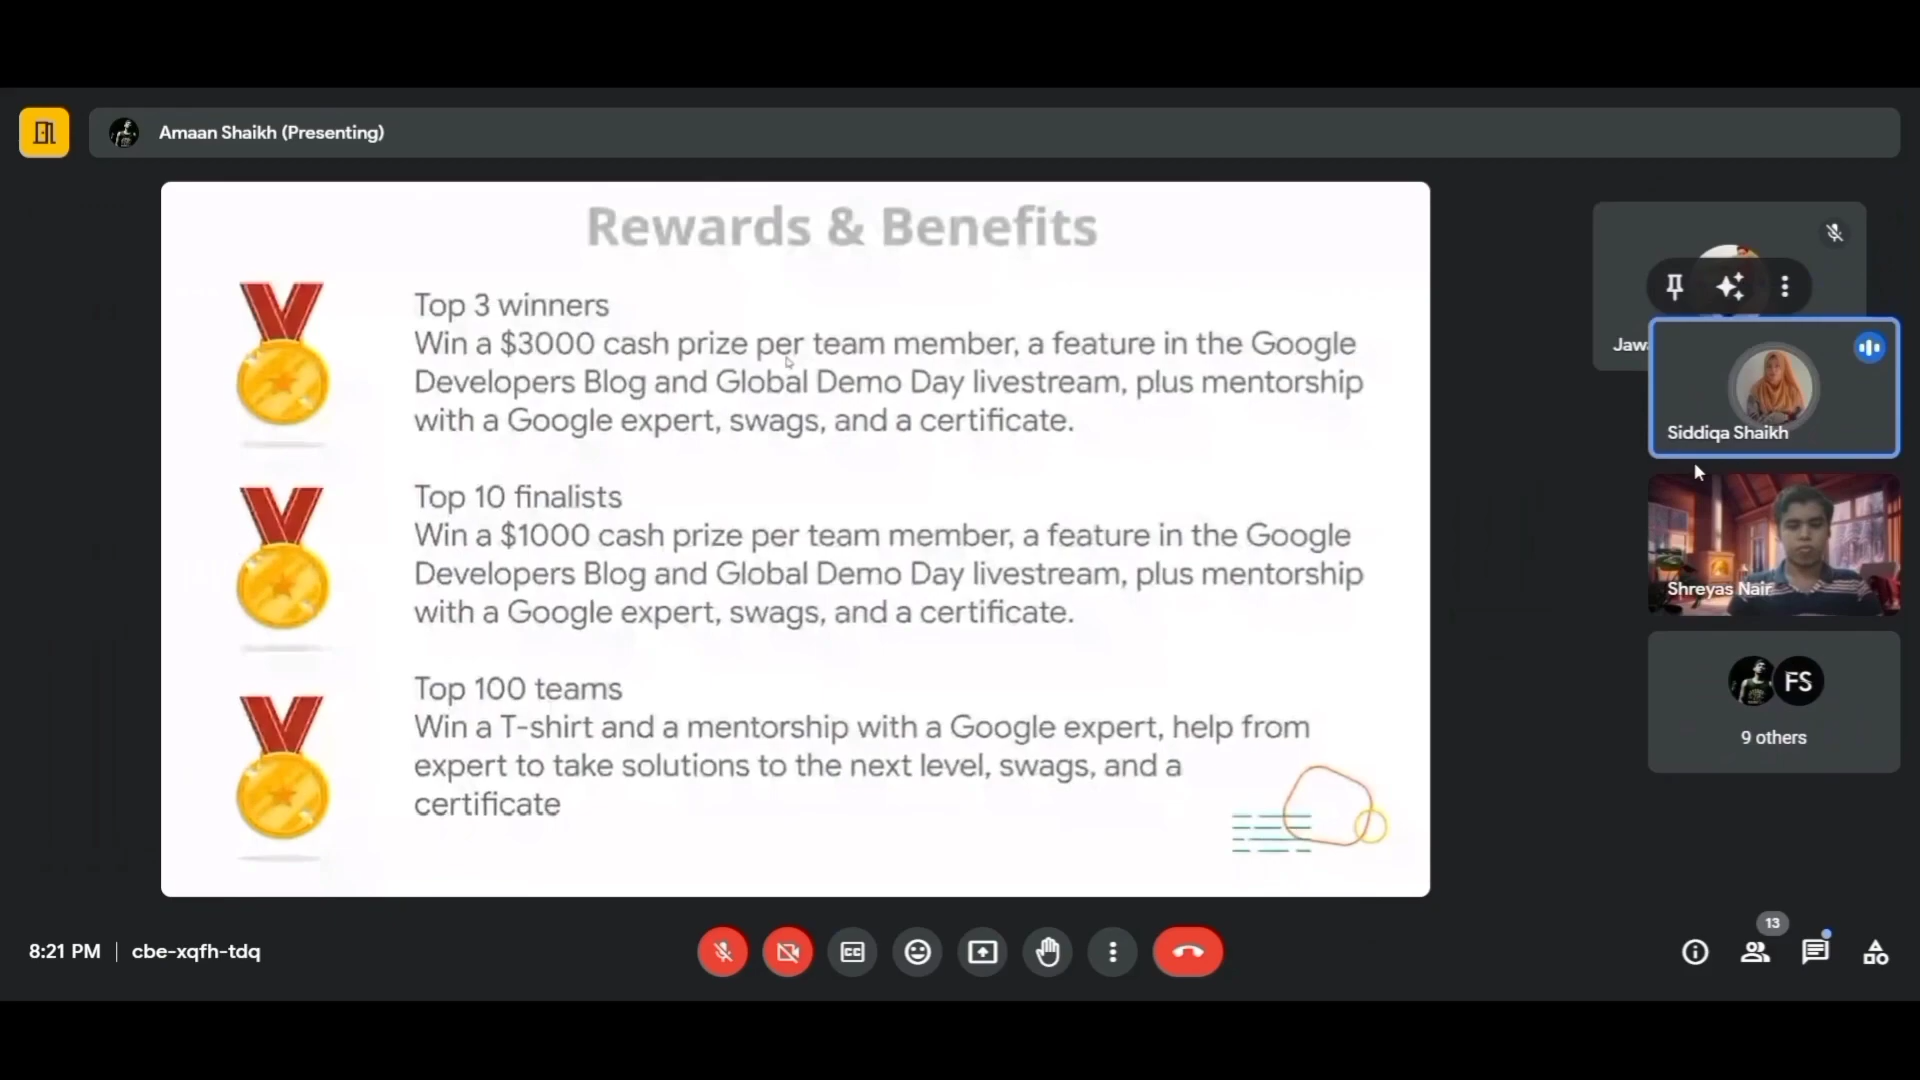 Amaan Shaikh (Presenting)
Rewards & Benefits
Top 3 winners
Win a $3000 cash prize per team member, a feature in the Google
Developers Blog and Global Demo Day livestream, plus mentorship
with a Google expert, swags, and a certificate.
Top 10 finalists
Win a $1000 cash prize per team member, a feature in the Google
Developers Blog and Global Demo Day livestream, plus mentorship
with a Google expert, swags, and a certificate.
Top 100 teams
Win a T-shirt and a mentorship with a Google expert, help from
expert to take solutions to the next level, swags, and a
certificate
Jaw
Siddiqa Shaikh
Shreyas Nair
FS
9 others
8:21 PM | cbe-xqfh-tdq
CC
13